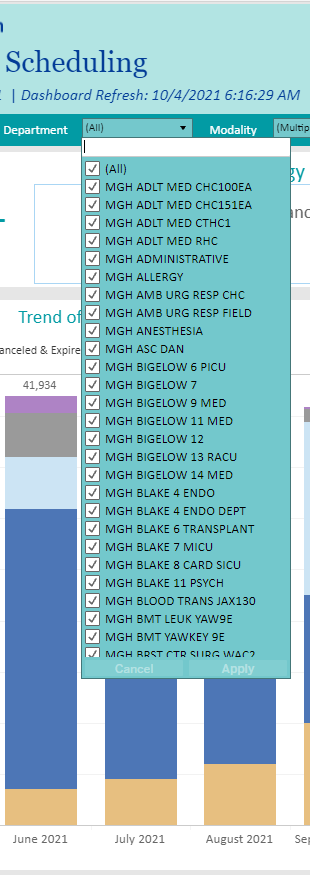 Scheduling
| Dashboard Refresh: 10/4/2021 6:16:29 AM
Department (All) Modality (Multip
(All)
MGH ADLT MED CHC100EA
MGH ADLT MED CHC151EA
MGH ADLT MED CTHC1
MGH ADLT MED RHC
MGH ADMINISTRATIVE
MGH ALLERGY
MGH AMB URG RESP CHC
MGH AMB URG RESP FIELD
MGH ANESTHESIA
MGH ASC DAN
MGH BIGELOW 6 PICU
MGH BIGELOW 7
MGH BIGELOW 9 MED
MGH BIGELOW 11 MED
MGH BIGELOW 12
MGH BIGELOW 13 RACU
MGH BIGELOW 14 MED
MGH BLAKE 4 ENDO
MGH BLAKE 4 ENDO DEPT
MGH BLAKE 6 TRANSPLANT
MGH BLAKE 7 MICU
MGH BLAKE 8 CARD SICU
MGH BLAKE 11 PSYCH
MGH BLOOD TRANS JAX130
MGH BMT LEUK YAW9E
MGH BMT YAWKEY 9E
MGH BRST CTR SURG WAC2
Cancel Apply
gy
anc
Trend of
anceled & Expire
41,934
June 2021 July 2021 August 2021 Sep